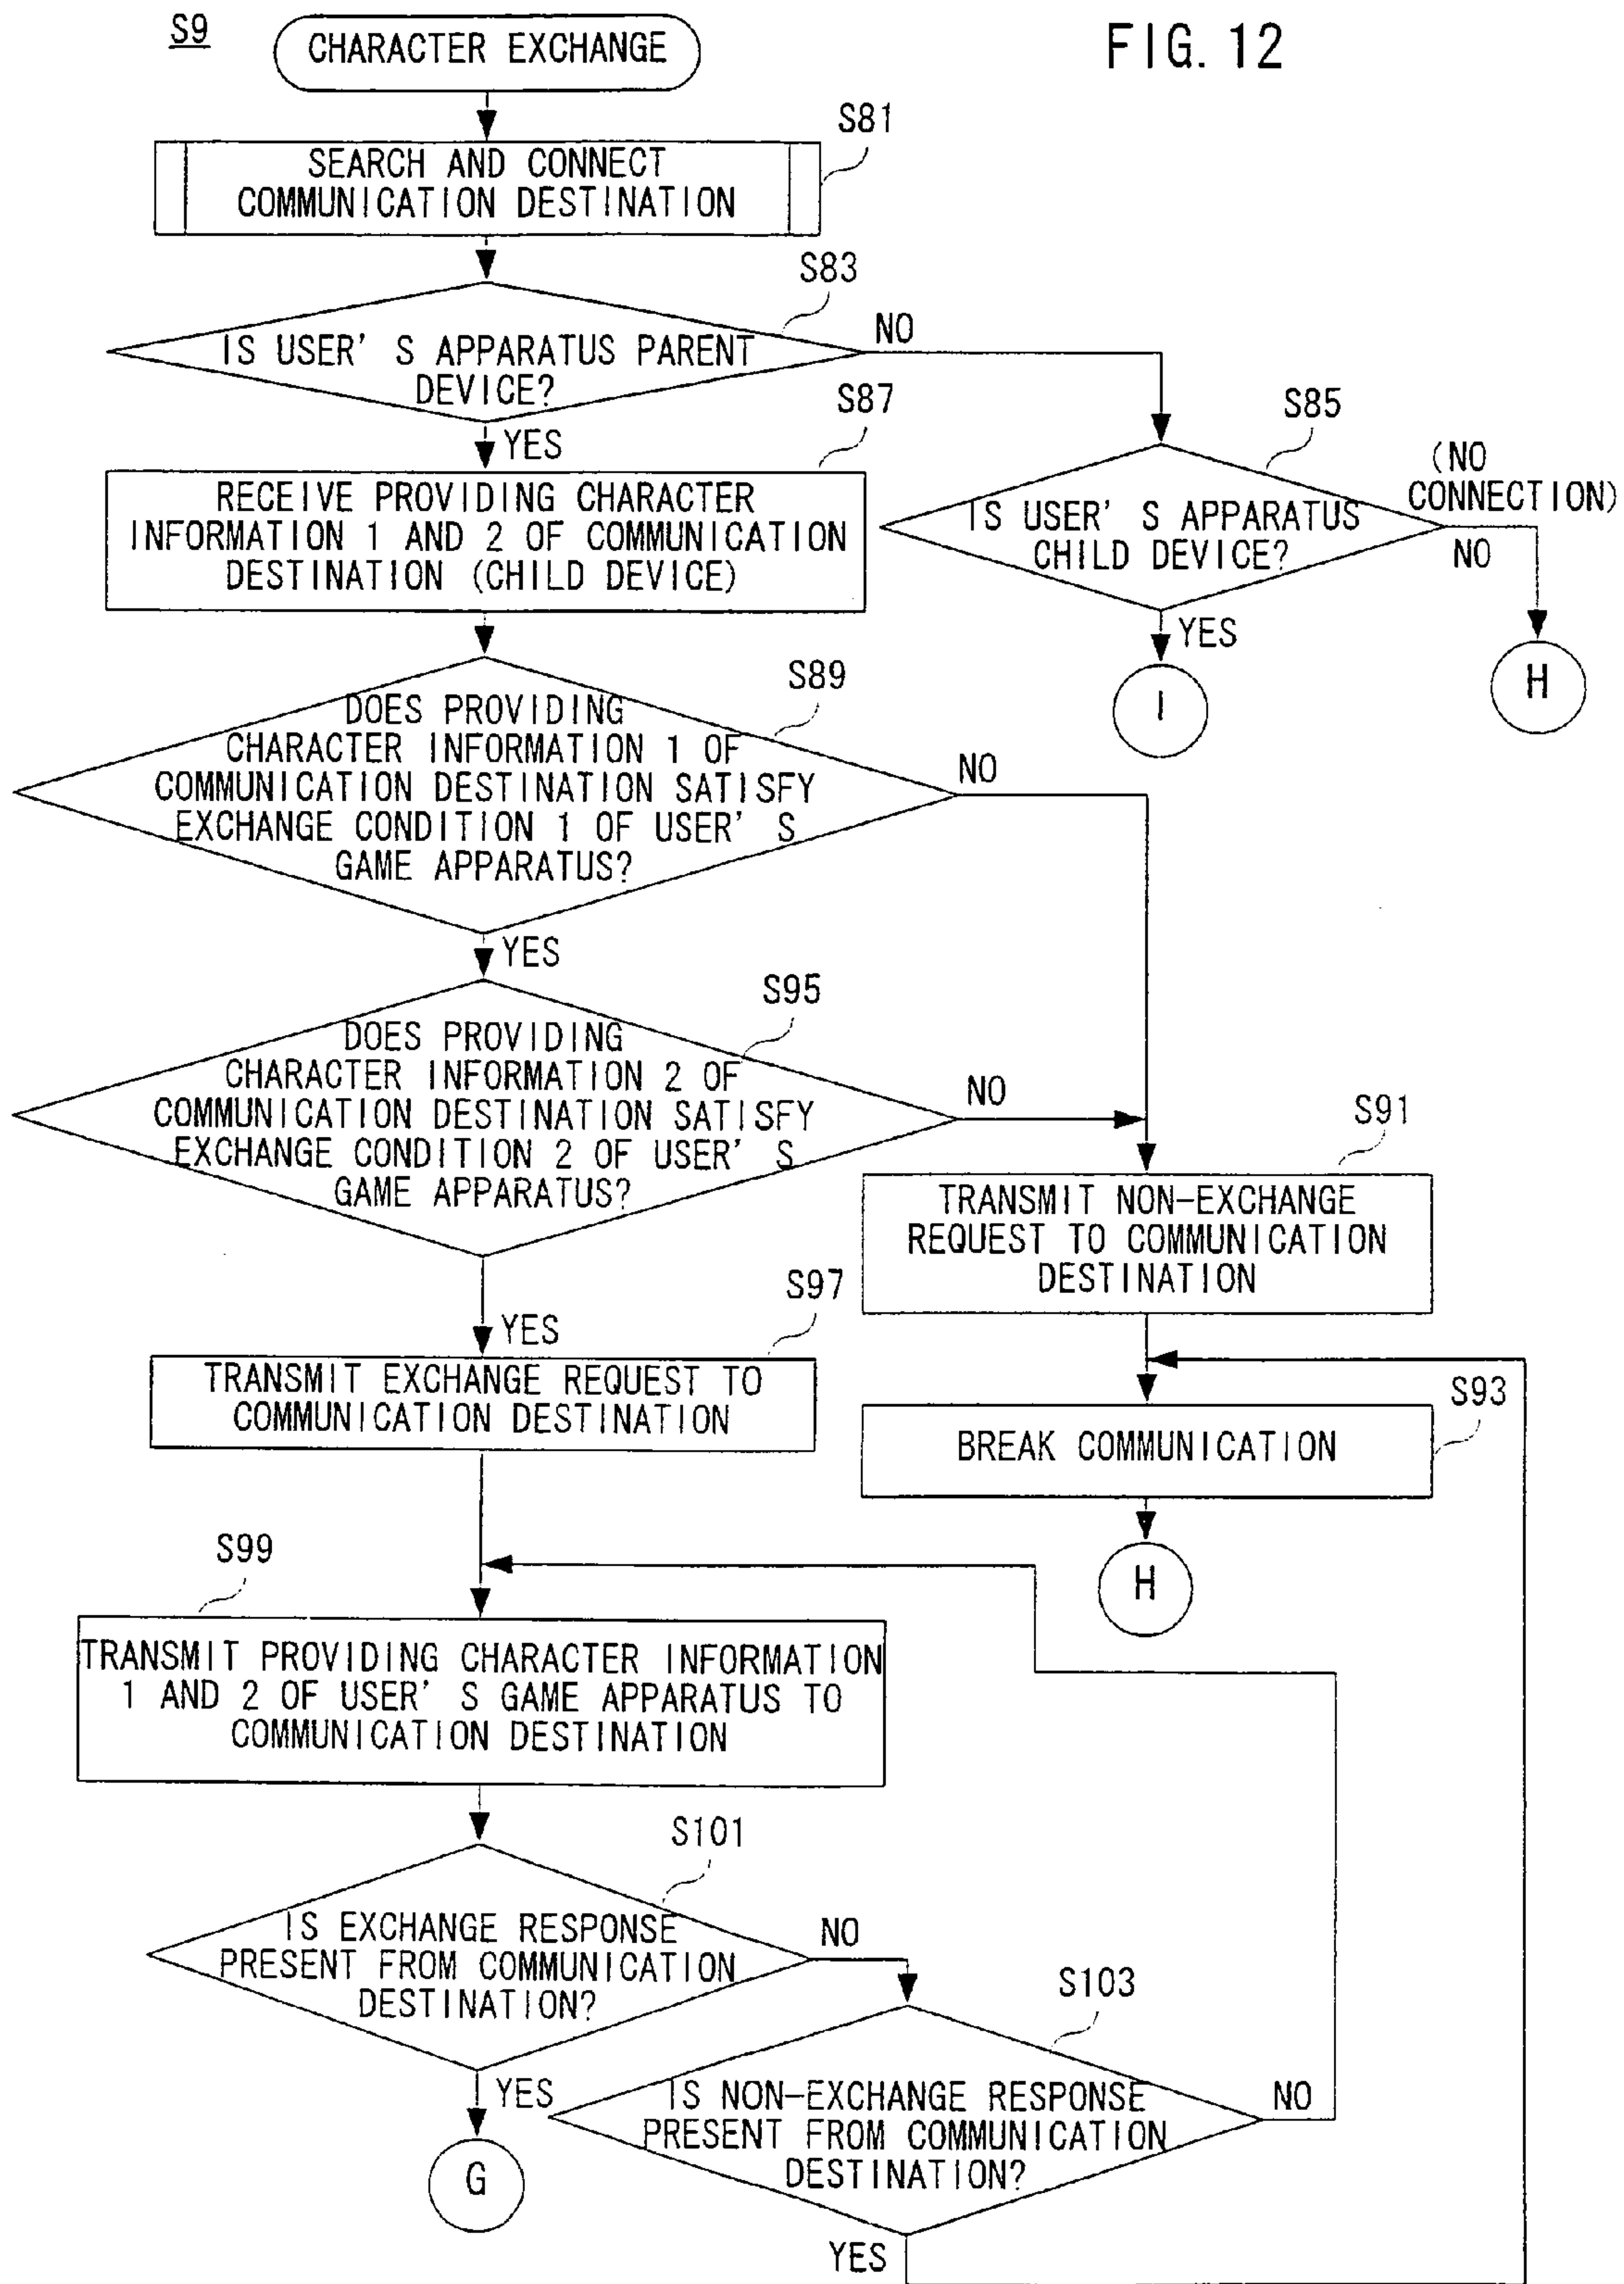 S9
CHARACTER EXCHANGE
FIG. 12
S81
SEARCH AND CONNECT
COMMUNICATION DESTINATION
S83
IS USER'S APPARATUS PARENT
DEVICE?
NO
YES
S87
RECEIVE PROVIDING CHARACTER
INFORMATION 1 AND 2 OF COMMUNICATION
DESTINATION (CHILD DEVICE)
S85
IS USER'S APPARATUS
CHILD DEVICE?
(NO
CONNECTION)
NO
YES
I
H
S89
DOES PROVIDING
CHARACTER INFORMATION 1 OF
COMMUNICATION DESTINATION SATISFY
EXCHANGE CONDITION 1 OF USER'S
GAME APPARATUS?
NO
YES
S95
DOES PROVIDING
CHARACTER INFORMATION 2 OF
COMMUNICATION DESTINATION SATISFY
EXCHANGE CONDITION 2 OF USER'S
GAME APPARATUS?
NO
YES
S91
TRANSMIT NON-EXCHANGE
REQUEST TO COMMUNICATION
DESTINATION
S97
TRANSMIT EXCHANGE REQUEST TO
COMMUNICATION DESTINATION
S93
BREAK COMMUNICATION
H
S99
TRANSMIT PROVIDING CHARACTER INFORMATION
1 AND 2 OF USER'S GAME APPARATUS TO
COMMUNICATION DESTINATION
S101
IS EXCHANGE RESPONSE
PRESENT FROM COMMUNICATION
DESTINATION?
NO
YES
G
S103
IS NON-EXCHANGE RESPONSE
PRESENT FROM COMMUNICATION
DESTINATION?
NO
YES